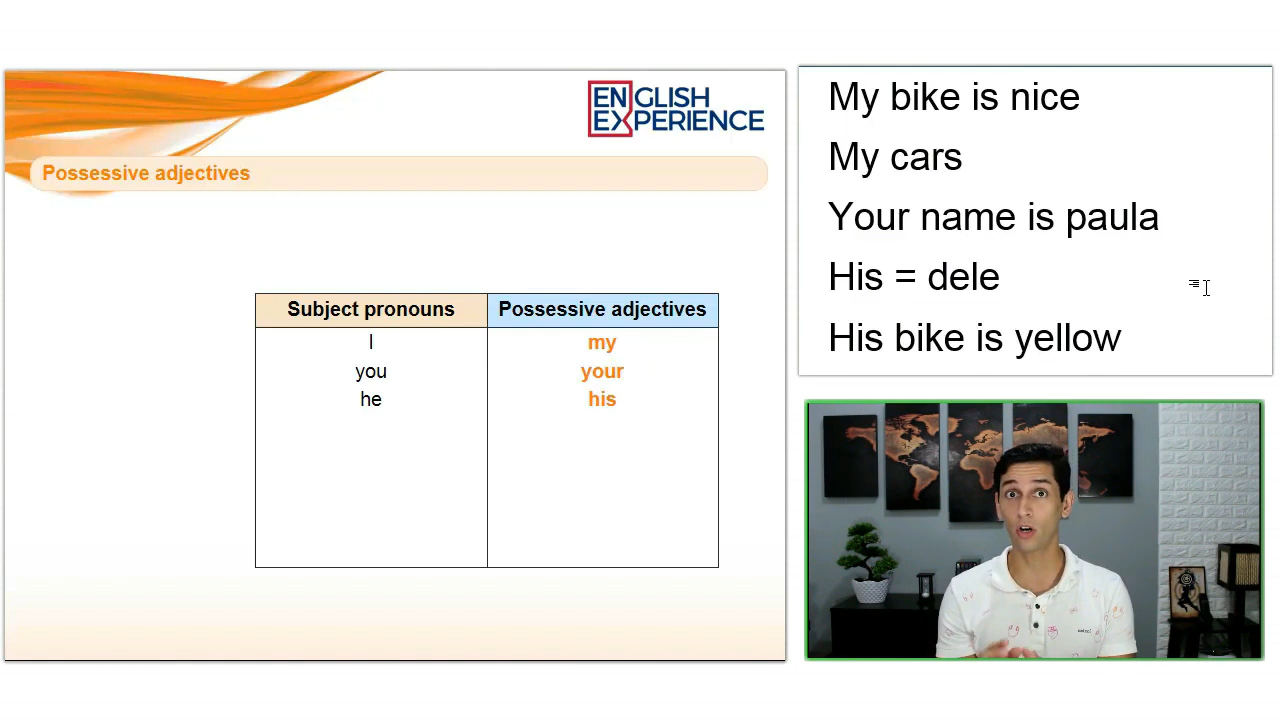 ENGLISH
EXPERIENCE
Possessive adjectives
Subject pronouns Possessive adjectives
I my
you your
he his
My bike is nice
My cars
Your name is paula
His = dele
His bike is yellow